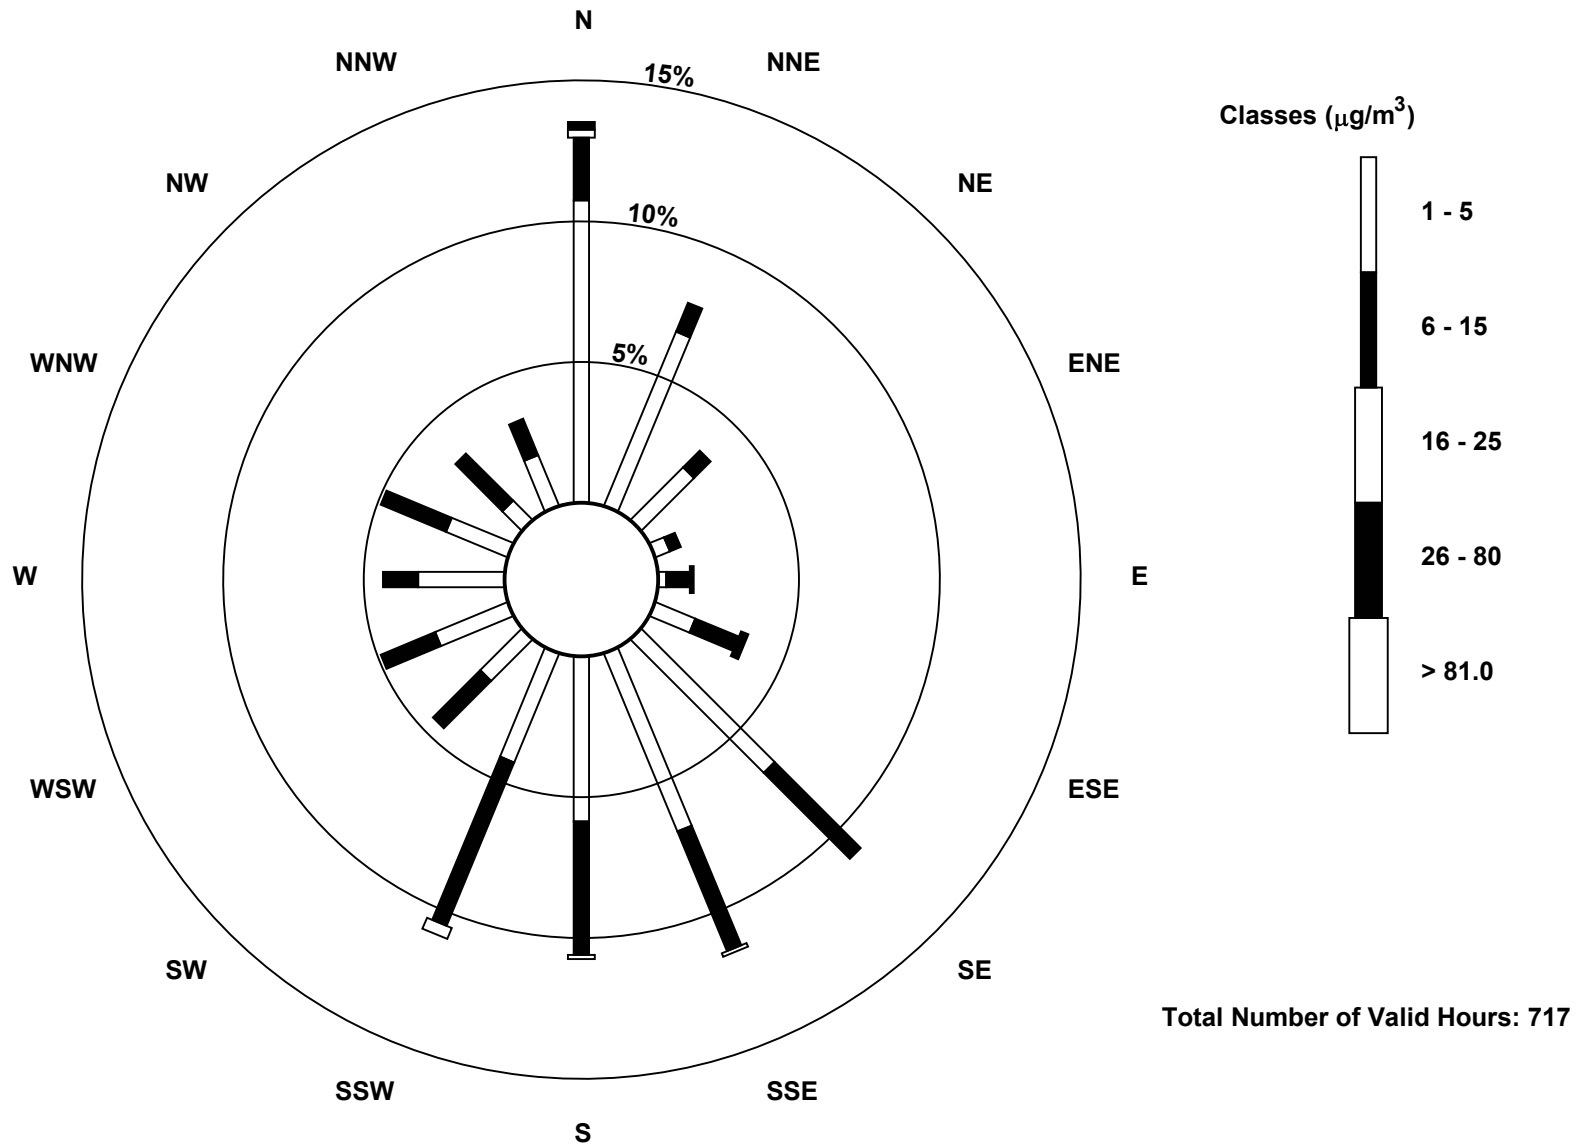 N
NNW
NNE
15%
Classes (μg/m³)
NW
NE
10%
1 - 5
6 - 15
5%
WNW
ENE
16 - 25
26 - 80
W
E
> 81.0
WSW
ESE
SW
SE
Total Number of Valid Hours: 717
SSW
SSE
S